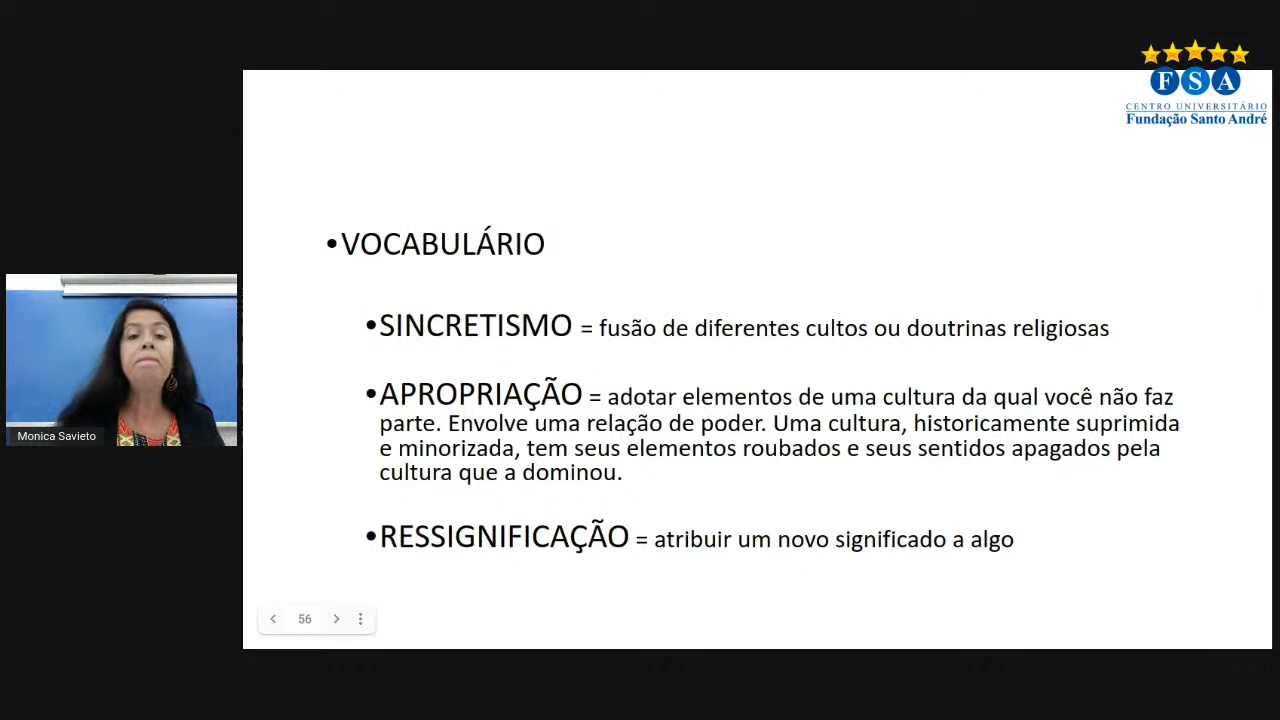 F S A
CENTRO UNIVERSITÁRIO
Fundação Santo André
•VOCABULÁRIO
•SINCRETISMO = fusão de diferentes cultos ou doutrinas religiosas
•APROPRIAÇÃO = adotar elementos de uma cultura da qual você não faz
parte. Envolve uma relação de poder. Uma cultura, historicamente suprimida
e minorizada, tem seus elementos roubados e seus sentidos apagados pela
cultura que a dominou.
•RESSIGNIFICAÇÃO = atribuir um novo significado a algo
Monica Savieto
56